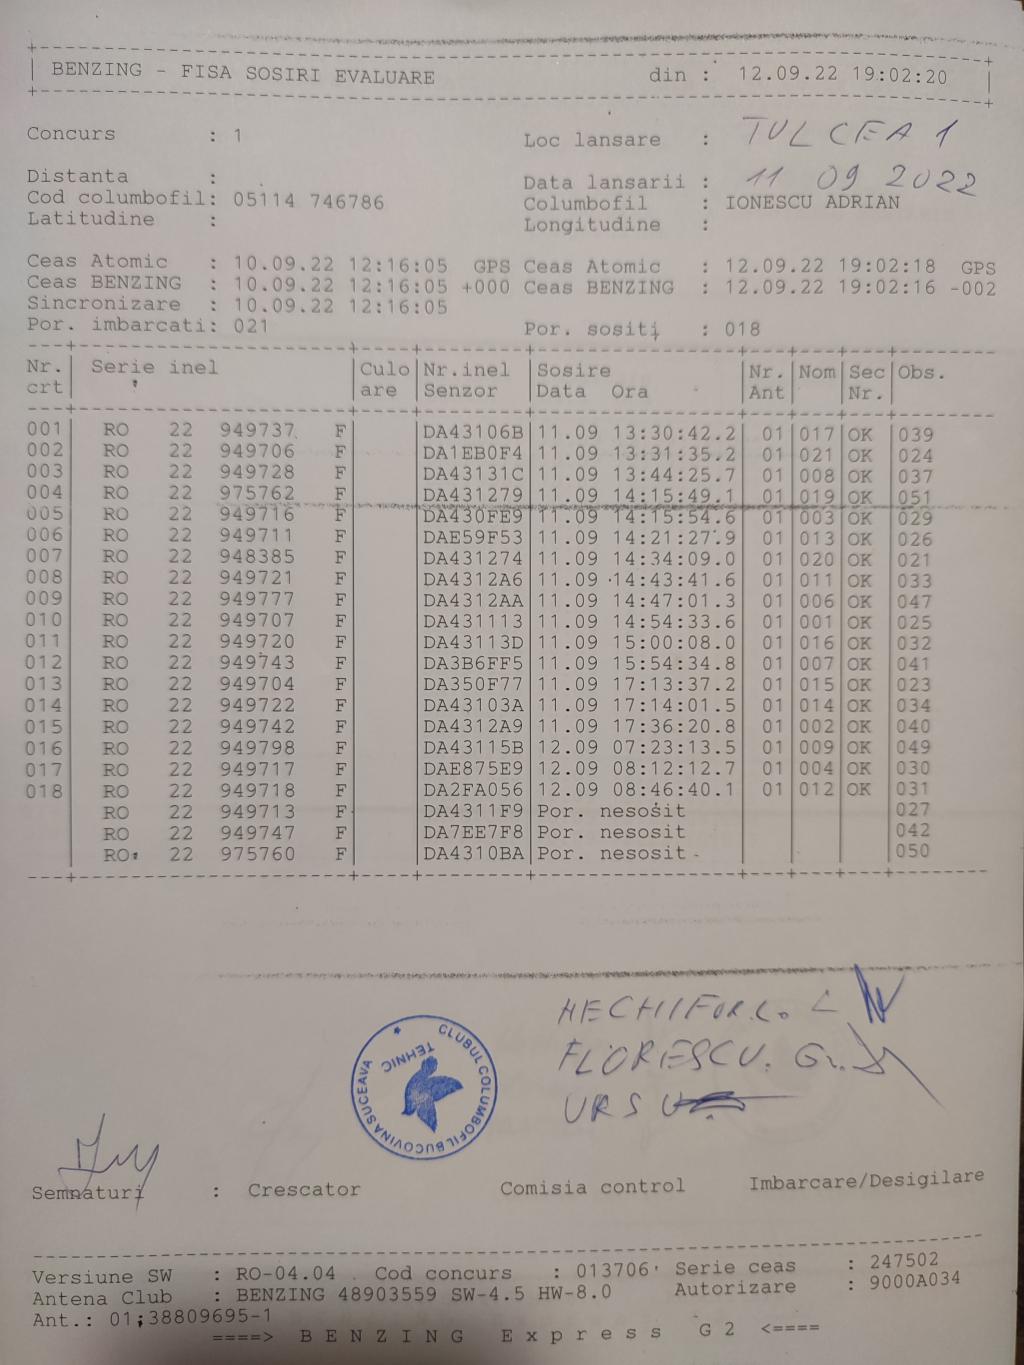 BENZING - FISA SOSIRI EVALUARE din : 12.09.22 19:02:20
Concurs : 1 Loc lansare : TULCEA 1
Distanta : Data lansarii : 11 09 2022
Cod columbofil: 05114 746786 Columbofil : IONESCU ADRIAN
Latitudine : Longitudine :
Ceas Atomic : 10.09.22 12:16:05 GPS Ceas Atomic : 12.09.22 19:02:18 GPS
Ceas BENZING : 10.09.22 12:16:05 +000 Ceas BENZING : 12.09.22 19:02:16 -002
Sincronizare : 10.09.22 12:16:05
Por. imbarcati: 021 Por. sositi : 018
Nr. Serie inel Culo Nr.inel Sosire Nr. Nom Sec Obs.
crt are Senzor Data Ora Ant Nr.
001 RO 22 949737 F DA43106B 11.09 13:30:42.2 01 017 OK 039
002 RO 22 949706 F DA1EB0F4 11.09 13:31:35.2 01 021 OK 024
003 RO 22 949728 F DA43131C 11.09 13:44:25.7 01 008 OK 037
004 RO 22 975762 F DA431279 11.09 14:15:49.1 01 019 OK 051
005 RO 22 949716 F DA430FE9 11.09 14:15:54.6 01 003 OK 029
006 RO 22 949711 F DAE59F53 11.09 14:21:27.9 01 013 OK 026
007 RO 22 948385 F DA431274 11.09 14:34:09.0 01 020 OK 021
008 RO 22 949721 F DA4312A6 11.09 14:43:41.6 01 011 OK 033
009 RO 22 949777 F DA4312AA 11.09 14:47:01.3 01 006 OK 047
010 RO 22 949707 F DA431113 11.09 14:54:33.6 01 001 OK 025
011 RO 22 949720 F DA43113D 11.09 15:00:08.0 01 016 OK 032
012 RO 22 949743 F DA3B6FF5 11.09 15:54:34.8 01 007 OK 041
013 RO 22 949704 F DA350F77 11.09 17:13:37.2 01 015 OK 023
014 RO 22 949722 F DA43103A 11.09 17:14:01.5 01 014 OK 034
015 RO 22 949742 F DA4312A9 11.09 17:36:20.8 01 002 OK 040
016 RO 22 949798 F DA43115B 12.09 07:23:13.5 01 009 OK 049
017 RO 22 949717 F DAE875E9 12.09 08:12:12.7 01 004 OK 030
018 RO 22 949718 F DA2FA056 12.09 08:46:40.1 01 012 OK 031
RO 22 949713 F DA4311F9 Por. nesosit 027
RO 22 949747 F DA7EE7F8 Por. nesosit 042
RO 22 975760 F DA4310BA Por. nesosit 050
FLORESCU. Gr.
URSU
CLUBUL COLUMBOFIL BUCOVINA SUCEAVA
TEHNIC
Semnaturi : Crescator Comisia control Imbarcare/Desigilare
Versiune SW : RO-04.04 Cod concurs : 013706 Serie ceas : 247502
Antena Club : BENZING 48903559 SW-4.5 HW-8.0 Autorizare : 9000A034
Ant.: 01;38809695-1
====> B E N Z I N G E x p r e s s G 2 <====